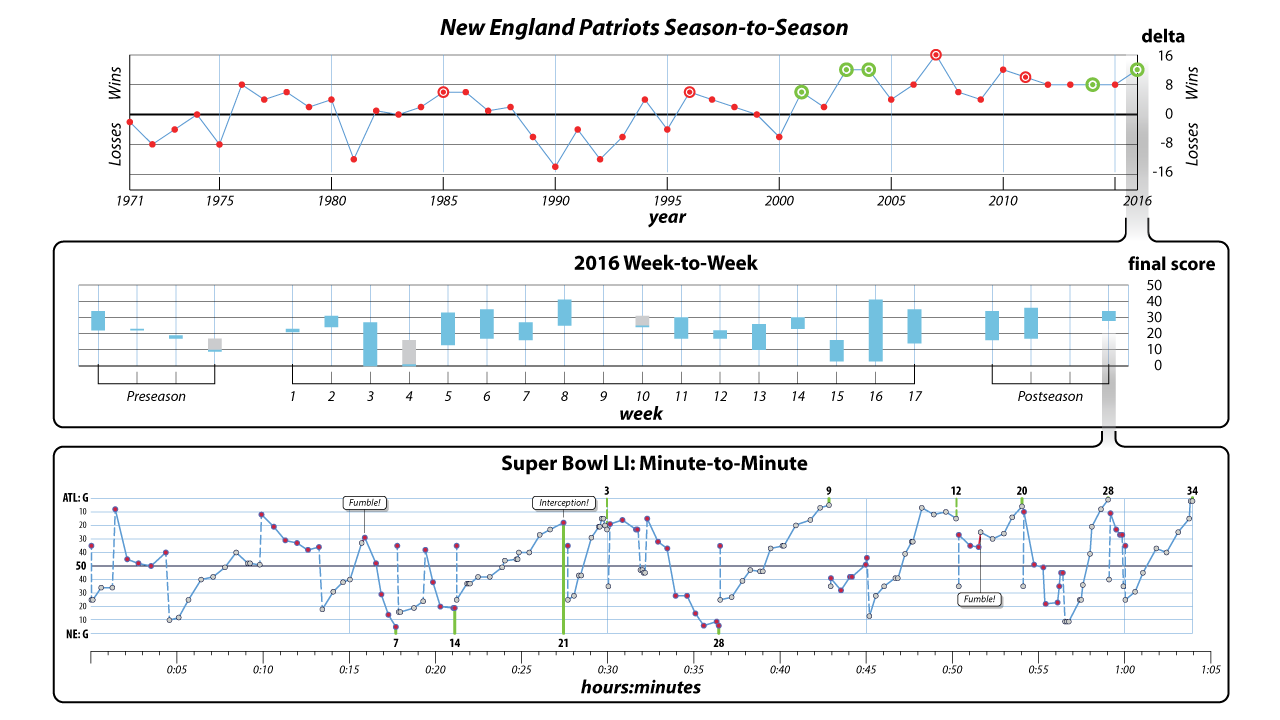 New England Patriots Season-to-Season
delta
Wins
Losses
16
8
0
-8
-16
Wins
Losses
1971 1975 1980 1985 1990 1995 2000 2005 2010 2016
year
2016 Week-to-Week
final score
50
40
30
20
10
0
Preseason 1 2 3 4 5 6 7 8 9 10 11 12 13 14 15 16 17 Postseason
week
Super Bowl LI: Minute-to-Minute
ATL: G
10
20
30
40
50
40
30
20
10
NE: G
3 9 12 20 28 34
Fumble!
Interception!
Fumble!
7 14 21 28
0:05 0:10 0:15 0:20 0:25 0:30 0:35 0:40 0:45 0:50 0:55 1:00 1:05
hours:minutes